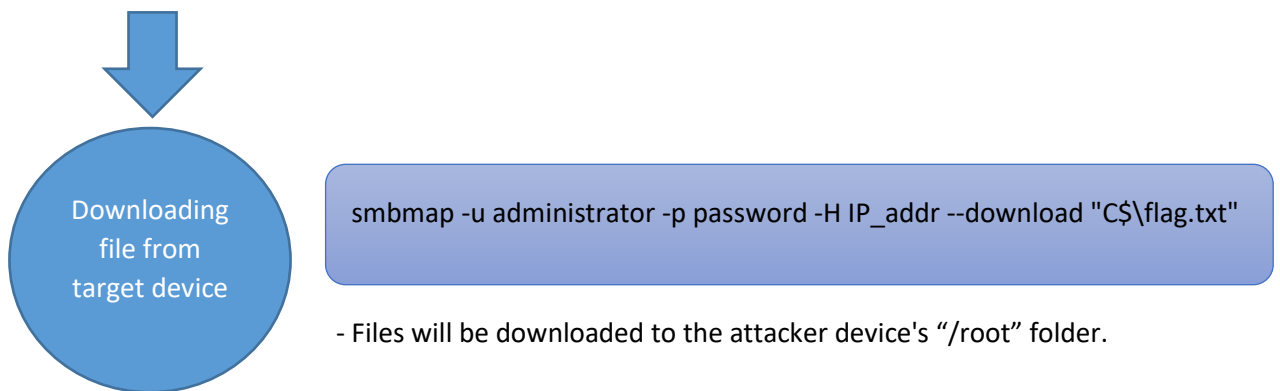 Downloading
file from
target device
smbmap -u administrator -p password -H IP_addr --download "C$\flag.txt"
- Files will be downloaded to the attacker device's “/root” folder.